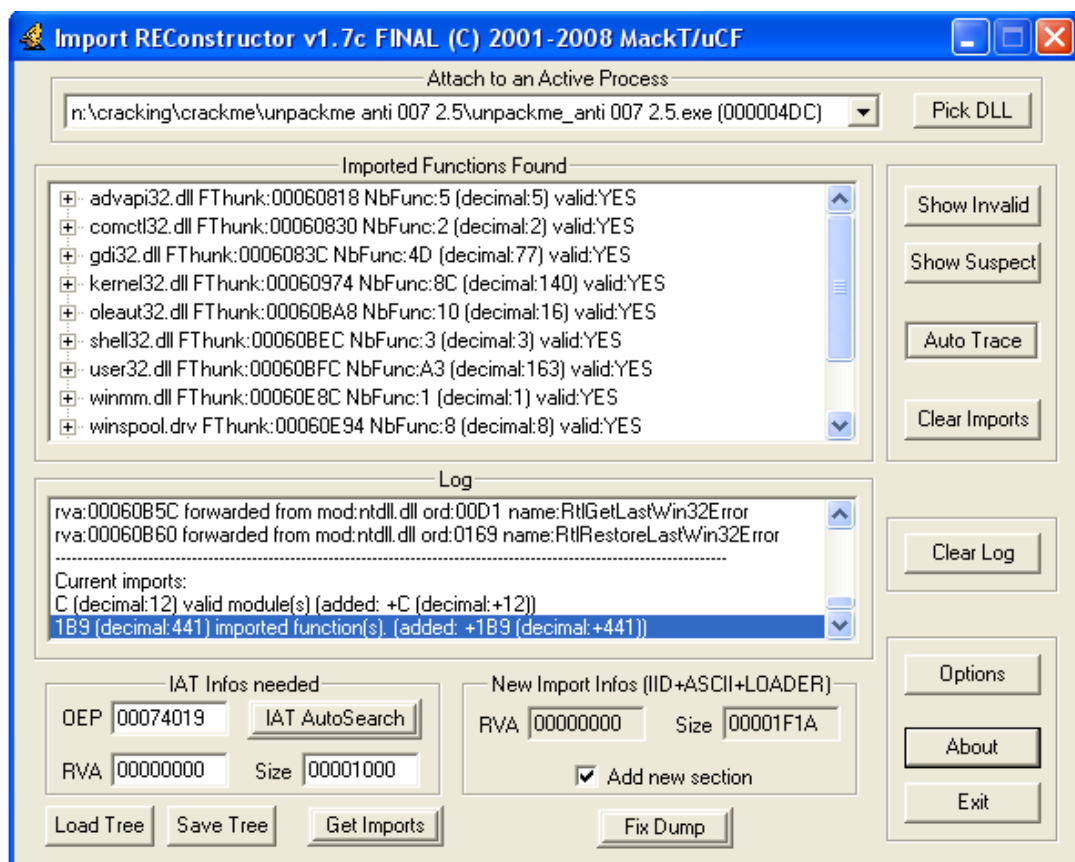 Import REConstructor v1.7c FINAL (C) 2001-2008 MackT/uCF
Attach to an Active Process
n:\cracking\crackme\unpackme anti 007 2.5\unpackme_anti 007 2.5.exe (000004DC)
Pick DLL
Imported Functions Found
advapi32.dll FThunk:00060818 NbFunc:5 (decimal:5) valid:YES
comctl32.dll FThunk:00060830 NbFunc:2 (decimal:2) valid:YES
gdi32.dll FThunk:0006083C NbFunc:4D (decimal:77) valid:YES
kernel32.dll FThunk:00060974 NbFunc:8C (decimal:140) valid:YES
oleaut32.dll FThunk:00060BA8 NbFunc:10 (decimal:16) valid:YES
shell32.dll FThunk:00060BEC NbFunc:3 (decimal:3) valid:YES
user32.dll FThunk:00060BFC NbFunc:A3 (decimal:163) valid:YES
winmm.dll FThunk:00060E8C NbFunc:1 (decimal:1) valid:YES
winspool.drv FThunk:00060E94 NbFunc:8 (decimal:8) valid:YES
Show Invalid
Show Suspect
Auto Trace
Clear Imports
Log
rva:00060B5C forwarded from mod:ntdll.dll ord:00D1 name:RtlGetLastWin32Error
rva:00060B60 forwarded from mod:ntdll.dll ord:0169 name:RtlRestoreLastWin32Error
------------------------------------------------------------
Current imports:
C (decimal:12) valid module(s) (added: +C (decimal:+12))
1B9 (decimal:441) imported function(s). (added: +1B9 (decimal:+441))
Clear Log
IAT Infos needed
OEP 00074019 IAT AutoSearch
RVA 00000000 Size 00001000
New Import Infos (IID+ASCII+LOADER)
RVA 00000000 Size 00001F1A
Add new section
Load Tree Save Tree Get Imports Fix Dump
Options
About
Exit